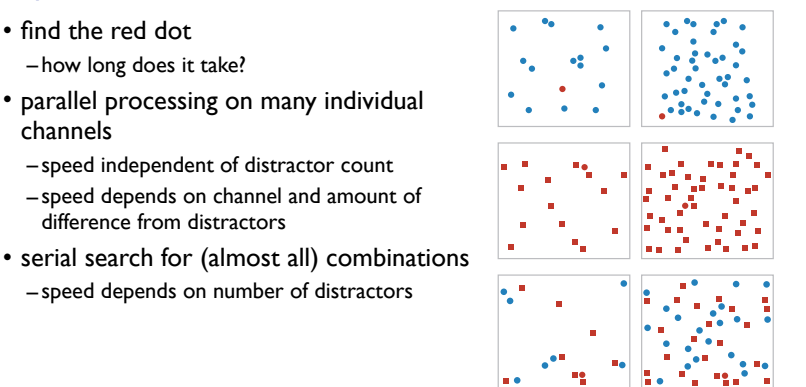 • find the red dot
–how long does it take?
• parallel processing on many individual
channels
–speed independent of distractor count
–speed depends on channel and amount of
difference from distractors
• serial search for (almost all) combinations
–speed depends on number of distractors